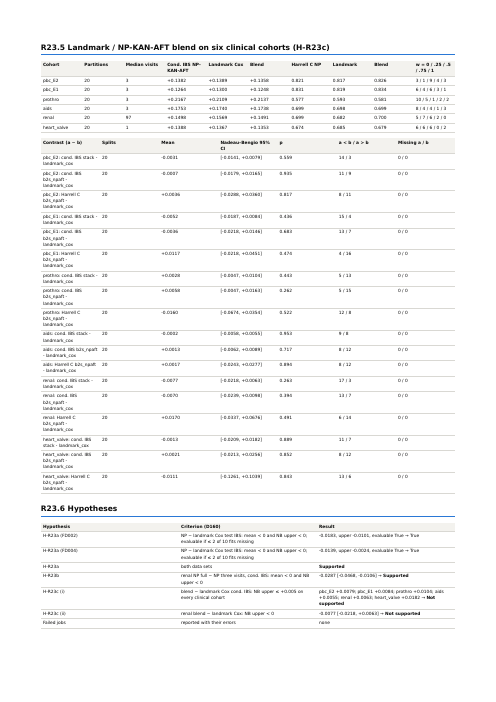 R23.5 Landmark / NP-KAN-AFT blend on six clinical cohorts (H-R23c)
Cohort Partitions Median visits Cond. IBS NP-KAN-AFT Landmark Cox Blend Harrell C NP Landmark Blend w = 0 / .25 / .5 / .75 / 1
pbc_E2 20 3 +0.1382 +0.1389 +0.1358 0.821 0.817 0.826 3 / 1 / 9 / 4 / 3
pbc_E1 20 3 +0.1264 +0.1300 +0.1248 0.831 0.819 0.834 6 / 4 / 6 / 3 / 1
prothro 20 3 +0.2167 +0.2109 +0.2137 0.577 0.593 0.581 10 / 5 / 1 / 2 / 2
aids 20 3 +0.1753 +0.1740 +0.1738 0.699 0.698 0.699 8 / 4 / 4 / 1 / 3
renal 20 97 +0.1498 +0.1569 +0.1491 0.699 0.682 0.700 5 / 7 / 6 / 2 / 0
heart_valve 20 1 +0.1388 +0.1367 +0.1353 0.674 0.685 0.679 6 / 6 / 6 / 0 / 2
Contrast (a − b) Splits Mean Nadeau-Bengio 95% CI p a < b / a > b Missing a / b
pbc_E2: cond. IBS stack - landmark_cox 20 -0.0031 [-0.0141, +0.0079] 0.559 14 / 3 0 / 0
pbc_E2: cond. IBS b2s_npaft - landmark_cox 20 -0.0007 [-0.0179, +0.0165] 0.935 11 / 9 0 / 0
pbc_E2: Harrell C b2s_npaft - landmark_cox 20 +0.0036 [-0.0288, +0.0360] 0.817 8 / 11 0 / 0
pbc_E1: cond. IBS stack - landmark_cox 20 -0.0052 [-0.0187, +0.0084] 0.436 15 / 4 0 / 0
pbc_E1: cond. IBS b2s_npaft - landmark_cox 20 -0.0036 [-0.0218, +0.0146] 0.683 13 / 7 0 / 0
pbc_E1: Harrell C b2s_npaft - landmark_cox 20 +0.0117 [-0.0218, +0.0451] 0.474 4 / 16 0 / 0
prothro: cond. IBS stack - landmark_cox 20 +0.0028 [-0.0047, +0.0104] 0.443 5 / 13 0 / 0
prothro: cond. IBS b2s_npaft - landmark_cox 20 +0.0058 [-0.0047, +0.0163] 0.262 5 / 15 0 / 0
prothro: Harrell C b2s_npaft - landmark_cox 20 -0.0160 [-0.0674, +0.0354] 0.522 12 / 8 0 / 0
aids: cond. IBS stack - landmark_cox 20 -0.0002 [-0.0058, +0.0055] 0.953 9 / 8 0 / 0
aids: cond. IBS b2s_npaft - landmark_cox 20 +0.0013 [-0.0062, +0.0089] 0.717 8 / 12 0 / 0
aids: Harrell C b2s_npaft - landmark_cox 20 +0.0017 [-0.0243, +0.0277] 0.894 8 / 12 0 / 0
renal: cond. IBS stack - landmark_cox 20 -0.0077 [-0.0218, +0.0063] 0.263 17 / 3 0 / 0
renal: cond. IBS b2s_npaft - landmark_cox 20 -0.0070 [-0.0239, +0.0098] 0.394 13 / 7 0 / 0
renal: Harrell C b2s_npaft - landmark_cox 20 +0.0170 [-0.0337, +0.0676] 0.491 6 / 14 0 / 0
heart_valve: cond. IBS stack - landmark_cox 20 -0.0013 [-0.0209, +0.0182] 0.889 11 / 7 0 / 0
heart_valve: cond. IBS b2s_npaft - landmark_cox 20 +0.0021 [-0.0213, +0.0256] 0.852 8 / 12 0 / 0
heart_valve: Harrell C b2s_npaft - landmark_cox 20 -0.0111 [-0.1261, +0.1039] 0.843 13 / 6 0 / 0
R23.6 Hypotheses
Hypothesis Criterion (D160) Result
H-R23a (FD002) NP − landmark Cox test IBS: mean < 0 and NB upper < 0; evaluable if ≤ 2 of 10 fits missing -0.0183, upper -0.0101, evaluable True → True
H-R23a (FD004) NP − landmark Cox test IBS: mean < 0 and NB upper < 0; evaluable if ≤ 2 of 10 fits missing -0.0139, upper -0.0024, evaluable True → True
H-R23a both data sets Supported
H-R23b renal NP full − NP three visits, cond. IBS: mean < 0 and NB upper < 0 -0.0287 [-0.0468, -0.0106] → Supported
H-R23c (i) blend − landmark Cox cond. IBS: NB upper ≤ +0.005 on every clinical cohort pbc_E2 +0.0079; pbc_E1 +0.0084; prothro +0.0104; aids +0.0055; renal +0.0063; heart_valve +0.0182 → Not supported
H-R23c (ii) renal blend − landmark Cox: NB upper < 0 -0.0077 [-0.0218, +0.0063] → Not supported
Failed jobs reported with their errors none